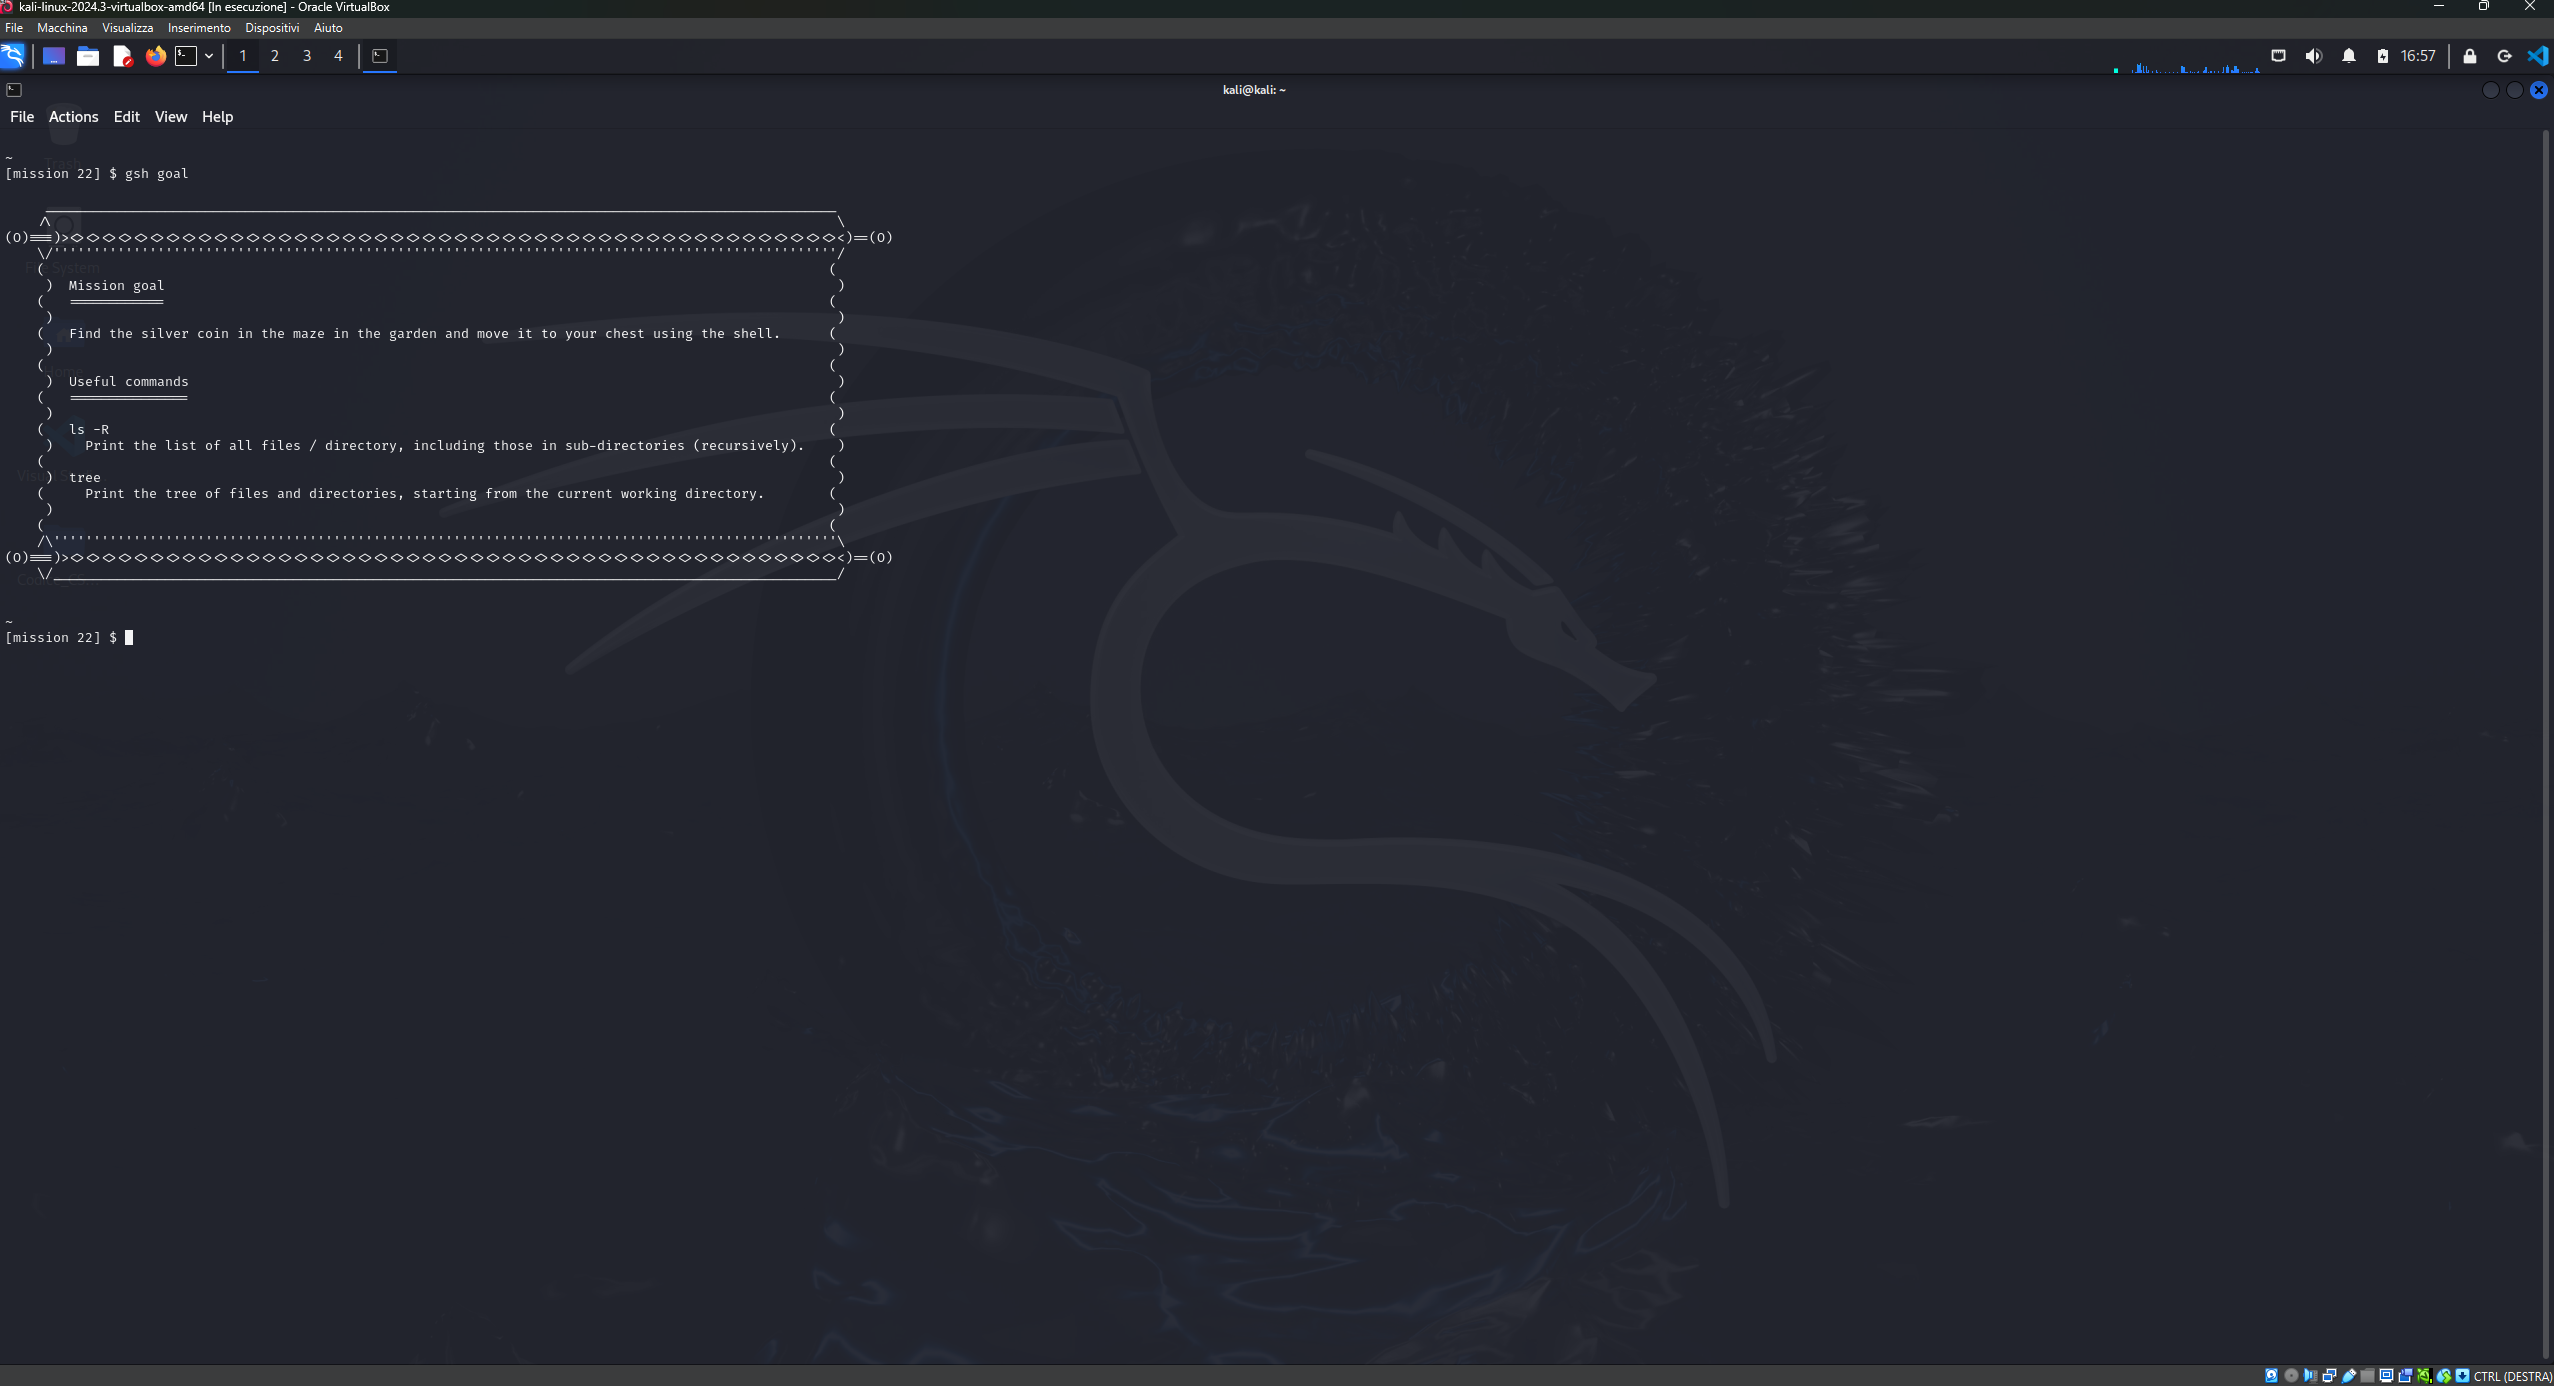 kali-linux-2024.3-virtualbox-amd64 [In esecuzione] - Oracle VirtualBox
File Macchina Visualizza Inserimento Dispositivi Aiuto
1 2 3 4 16:57
kali@kali: ~
File Actions Edit View Help
Trash
~
[mission 22] $ gsh goal
(O)
(O)
File System
Mission goal
============
Find the silver coin in the maze in the garden and move it to your chest using the shell.
Home
Useful commands
===============
ls -R
Print the list of all files / directory, including those in sub-directories (recursively).
tree
Print the tree of files and directories, starting from the current working directory.
(O)
(O)
~
[mission 22] $
CTRL (DESTRA)